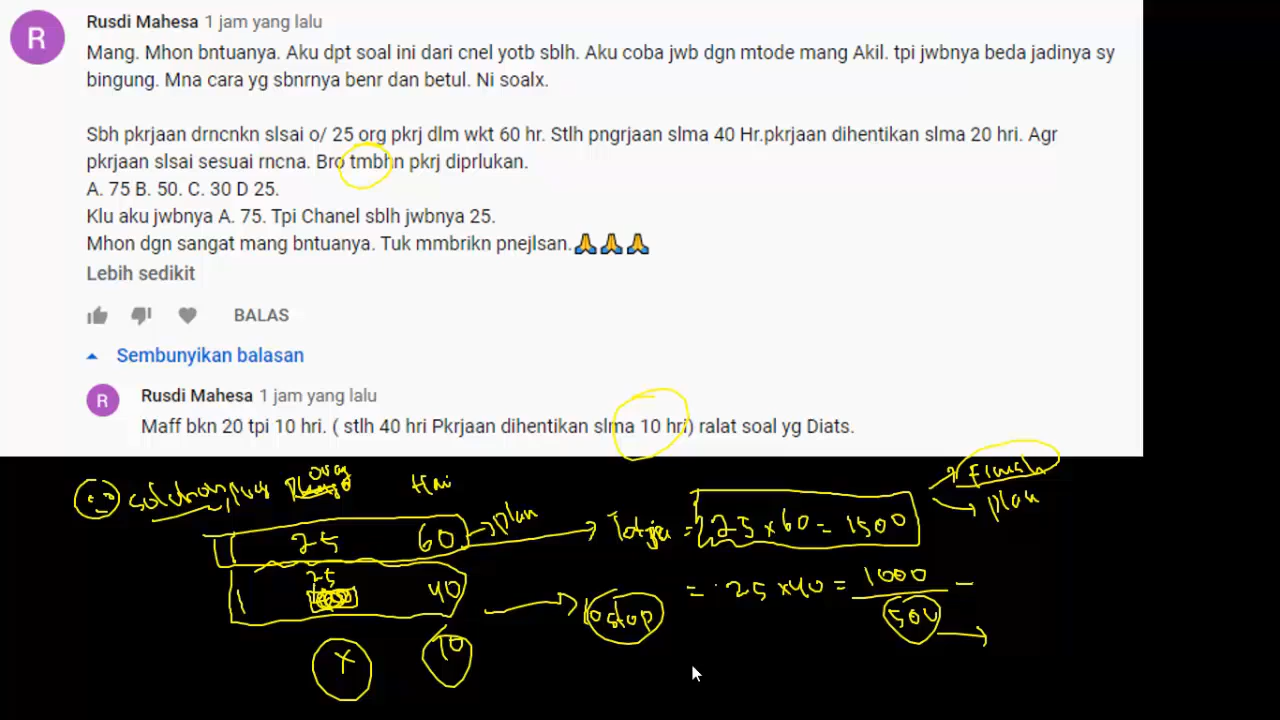 R
Rusdi Mahesa 1 jam yang lalu
Mang. Mhon bntuanya. Aku dpt soal ini dari cnel yotb sblh. Aku coba jwb dgn mtode mang Akil. tpi jwbnya beda jadinya sy
bingung. Mna cara yg sbnrnya benr dan betul. Ni soalx.
Sbh pkrjaan drncnkn slsai o/ 25 org pkrj dlm wkt 60 hr. Stlh pngrjaan slma 40 Hr.pkrjaan dihentikan slma 20 hri. Agr
pkrjaan slsai sesuai rncna. Bro tmbhn pkrj diprlukan.
A. 75 B. 50. C. 30 D 25.
Klu aku jwbnya A. 75. Tpi Chanel sblh jwbnya 25.
Mhon dgn sangat mang bntuanya. Tuk mmbrikn pnejlsan.🙏🙏🙏
Lebih sedikit
BALAS
Sembunyikan balasan
R
Rusdi Mahesa 1 jam yang lalu
Maff bkn 20 tpi 10 hri. ( stlh 40 hri Pkrjaan dihentikan slma 10 hri) ralat soal yg Diats.
orang Hari
plan
25 60 → plan → = 25 x 60 = 1500
25
40 → stop = 25 x 40 = 1000 -
500 →
x 10